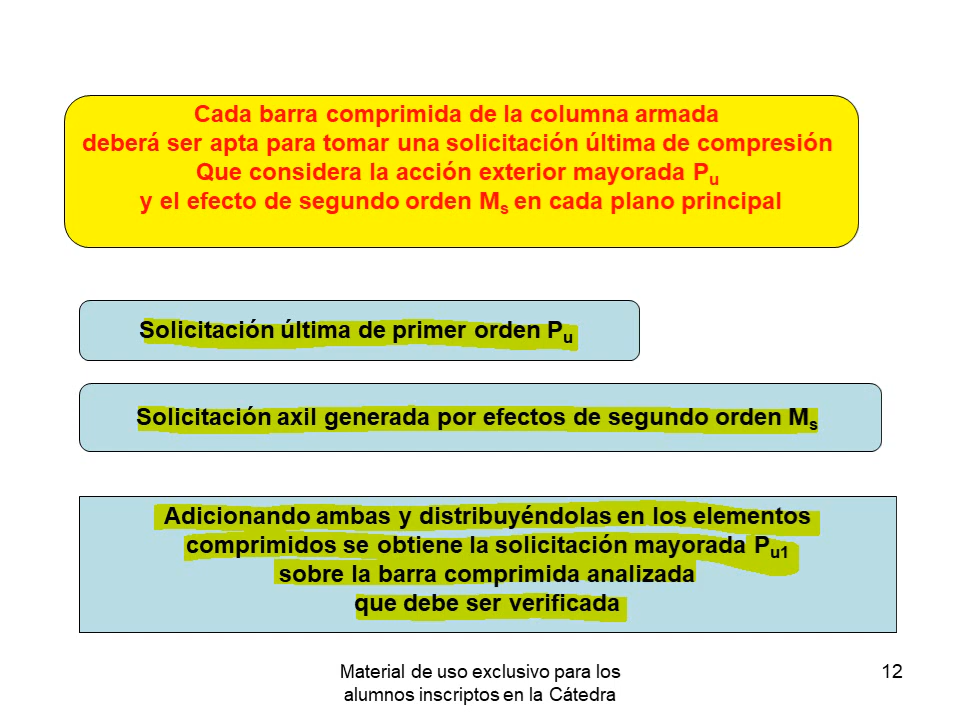 Cada barra comprimida de la columna armada
deberá ser apta para tomar una solicitación última de compresión
Que considera la acción exterior mayorada Pu
y el efecto de segundo orden Ms en cada plano principal
Solicitación última de primer orden Pu
Solicitación axil generada por efectos de segundo orden Ms
Adicionando ambas y distribuyéndolas en los elementos
comprimidos se obtiene la solicitación mayorada Pu1
sobre la barra comprimida analizada
que debe ser verificada
Material de uso exclusivo para los
alumnos inscriptos en la Cátedra
12